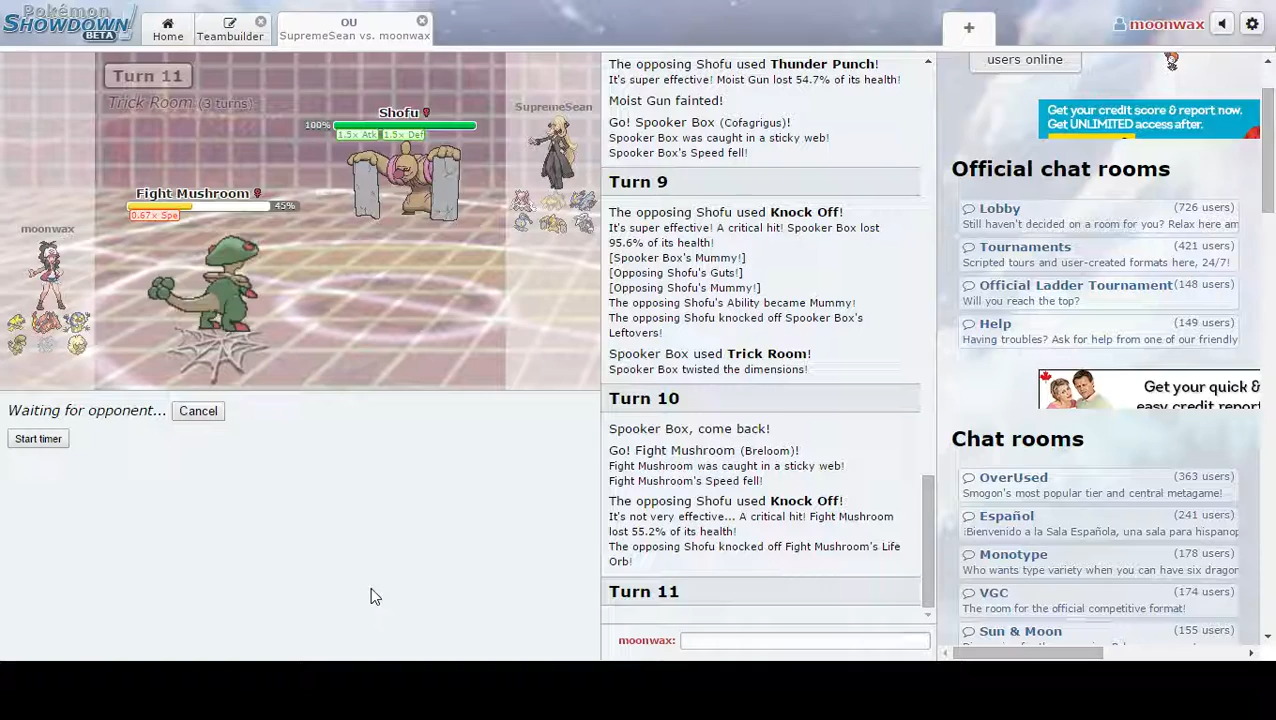 Pokémon
SHOWDOWN
BETA
Home
Teambuilder
OU
SupremeSean vs. moonwax
+
moonwax
Turn 11
Trick Room (3 turns)
Shofu
100%
1.5× Atk 1.5× Def
SupremeSean
Fight Mushroom
45%
0.67× Spe
moonwax
Waiting for opponent... Cancel
Start timer
The opposing Shofu used Thunder Punch!
It's super effective! Moist Gun lost 54.7% of its health!
Moist Gun fainted!
Go! Spooker Box (Cofagrigus)!
Spooker Box was caught in a sticky web!
Spooker Box's Speed fell!
Turn 9
The opposing Shofu used Knock Off!
It's super effective! A critical hit! Spooker Box lost
95.6% of its health!
[Spooker Box's Mummy!]
[Opposing Shofu's Guts!]
[Opposing Shofu's Mummy!]
The opposing Shofu's Ability became Mummy!
The opposing Shofu knocked off Spooker Box's
Leftovers!
Spooker Box used Trick Room!
Spooker Box twisted the dimensions!
Turn 10
Spooker Box, come back!
Go! Fight Mushroom (Breloom)!
Fight Mushroom was caught in a sticky web!
Fight Mushroom's Speed fell!
The opposing Shofu used Knock Off!
It's not very effective... A critical hit! Fight Mushroom
lost 55.2% of its health!
The opposing Shofu knocked off Fight Mushroom's Life
Orb!
Turn 11
moonwax:
users online
Get your credit score & report now.
Get UNLIMITED access after.
Official chat rooms
Lobby (726 users)
Still haven't decided on a room for you? Relax here am
Tournaments (421 users)
Scripted tours and user-created formats here, 24/7!
Official Ladder Tournament (148 users)
Will you reach the top?
Help (149 users)
Having troubles? Ask for help from one of our friendly
Get your quick &
easy credit report
Chat rooms
OverUsed (363 users)
Smogon's most popular tier and central metagame!
Español (241 users)
¡Bienvenido a la Sala Española, una sala para hispanop
Monotype (178 users)
Who wants type variety when you can have six dragor
VGC (174 users)
The room for the official competitive format!
Sun & Moon (155 users)